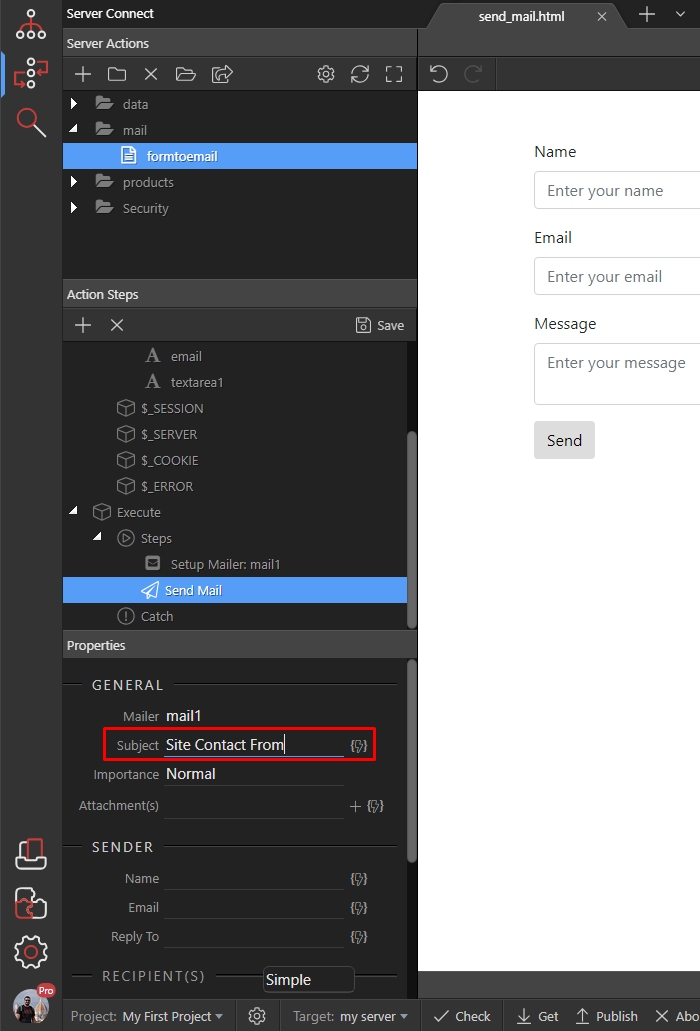 Server Connect
send_mail.html
Server Actions
data
mail
formtoemail
products
Security
Action Steps
Save
email
textarea1
$_SESSION
$_SERVER
$_COOKIE
$_ERROR
Execute
Steps
Setup Mailer: mail1
Send Mail
Catch
Properties
GENERAL
Mailer mail1
Subject Site Contact From
Importance Normal
Attachment(s)
SENDER
Name
Email
Reply To
RECIPIENT(S) Simple
Name
Enter your name
Email
Enter your email
Message
Enter your message
Send
Pro
Project: My First Project Target: my server Check Get Publish Abo